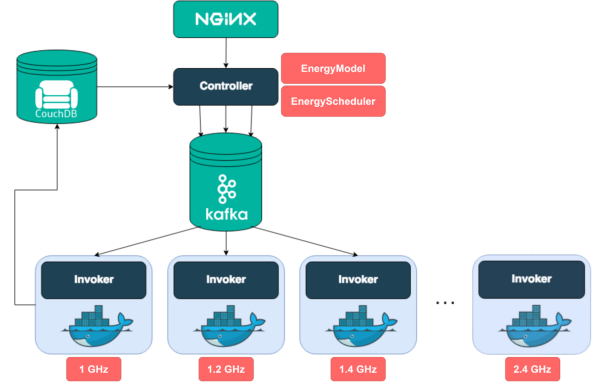 NGINX
EnergyModel
Controller
EnergyScheduler
CouchDB
kafka
Invoker
Invoker
Invoker
Invoker
...
1 GHz
1.2 GHz
1.4 GHz
2.4 GHz